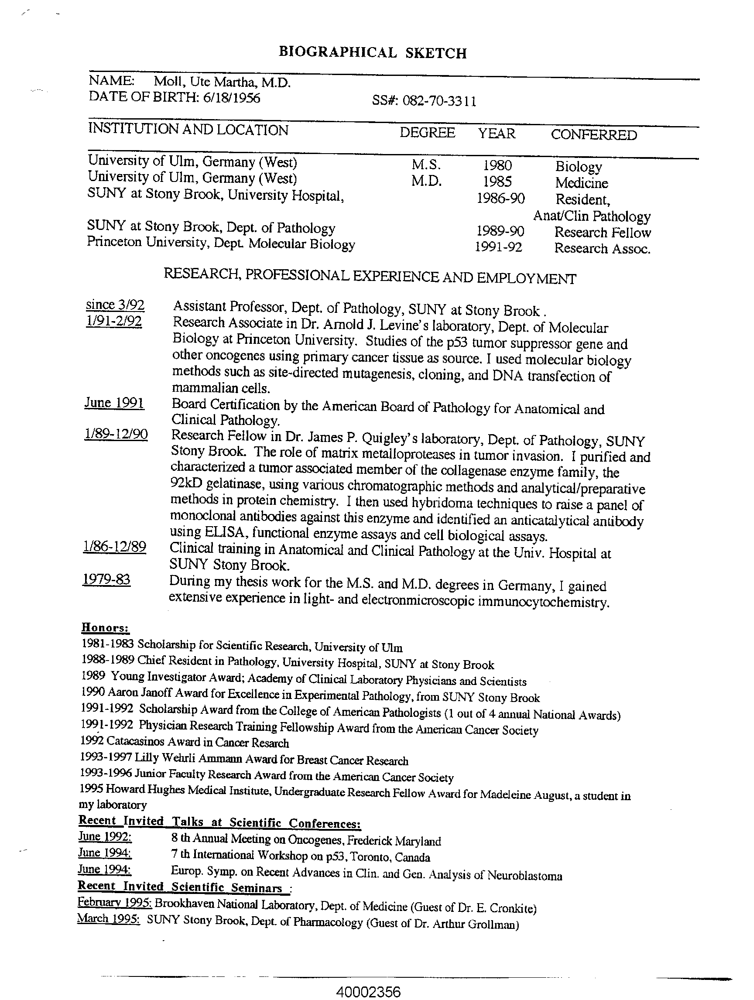 BIOGRAPHICAL SKETCH
NAME: Moll, Ute Martha, M.D.
DATE OF BIRTH: 6/18/1956 SS#: 082-70-3311
INSTITUTION AND LOCATION DEGREE YEAR CONFERRED
University of Ulm, Germany (West) M.S. 1980 Biology
University of Ulm, Germany (West) M.D. 1985 Medicine
SUNY at Stony Brook, University Hospital, 1986-90 Resident,
Anat/Clin Pathology
SUNY at Stony Brook, Dept. of Pathology 1989-90 Research Fellow
Princeton University, Dept. Molecular Biology 1991-92 Research Assoc.
RESEARCH, PROFESSIONAL EXPERIENCE AND EMPLOYMENT
since 3/92 Assistant Professor, Dept. of Pathology, SUNY at Stony Brook .
1/91-2/92 Research Associate in Dr. Arnold J. Levine's laboratory, Dept. of Molecular
Biology at Princeton University. Studies of the p53 tumor suppressor gene and
other oncogenes using primary cancer tissue as source. I used molecular biology
methods such as site-directed mutagenesis, cloning, and DNA transfection of
mammalian cells.
June 1991 Board Certification by the American Board of Pathology for Anatomical and
Clinical Pathology.
1/89-12/90 Research Fellow in Dr. James P. Quigley's laboratory, Dept. of Pathology, SUNY
Stony Brook. The role of matrix metalloproteases in tumor invasion. I purified and
characterized a tumor associated member of the collagenase enzyme family, the
92kD gelatinase, using various chromatographic methods and analytical/preparative
methods in protein chemistry. I then used hybridoma techniques to raise a panel of
monoclonal antibodies against this enzyme and identified an anticatalytical antibody
using ELISA, functional enzyme assays and cell biological assays.
1/86-12/89 Clinical training in Anatomical and Clinical Pathology at the Univ. Hospital at
SUNY Stony Brook.
1979-83 During my thesis work for the M.S. and M.D. degrees in Germany, I gained
extensive experience in light- and electronmicroscopic immunocytochemistry.
Honors:
1981-1983 Scholarship for Scientific Research, University of Ulm
1988-1989 Chief Resident in Pathology, University Hospital, SUNY at Stony Brook
1989 Young Investigator Award; Academy of Clinical Laboratory Physicians and Scientists
1990 Aaron Janoff Award for Excellence in Experimental Pathology, from SUNY Stony Brook
1991-1992 Scholarship Award from the College of American Pathologists (1 out of 4 annual National Awards)
1991-1992 Physician Research Training Fellowship Award from the American Cancer Society
1992 Catacasinos Award in Cancer Resarch
1993-1997 Lilly Wehrli Ammann Award for Breast Cancer Research
1993-1996 Junior Faculty Research Award from the American Cancer Society
1995 Howard Hughes Medical Institute, Undergraduate Research Fellow Award for Madeleine August, a student in
my laboratory
Recent Invited Talks at Scientific Conferences:
June 1992: 8 th Annual Meeting on Oncogenes, Frederick Maryland
June 1994: 7 th International Workshop on p53, Toronto, Canada
June 1994: Europ. Symp. on Recent Advances in Clin. and Gen. Analysis of Neuroblastoma
Recent Invited Scientific Seminars :
February 1995: Brookhaven National Laboratory, Dept. of Medicine (Guest of Dr. E. Cronkite)
March 1995: SUNY Stony Brook, Dept. of Pharmacology (Guest of Dr. Arthur Grollman)
40002356